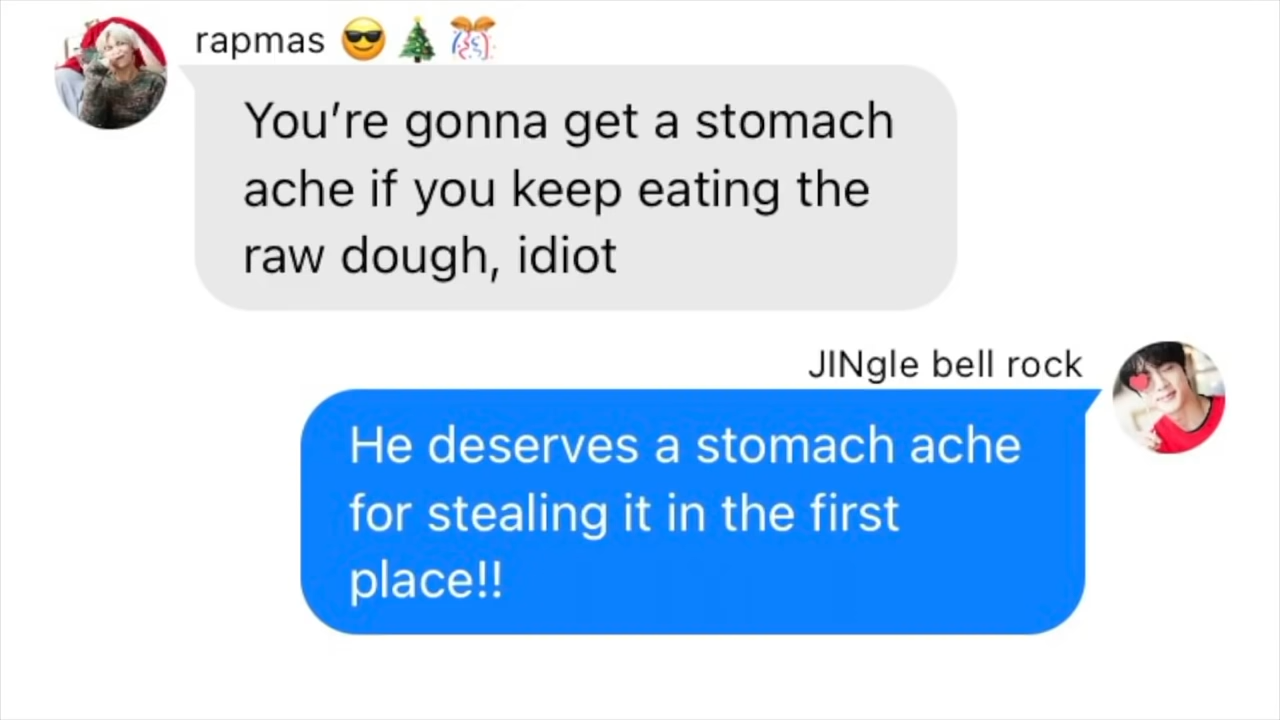 rapmas 😎🎄🎊
You’re gonna get a stomach
ache if you keep eating the
raw dough, idiot
JINgle bell rock
He deserves a stomach ache
for stealing it in the first
place!!